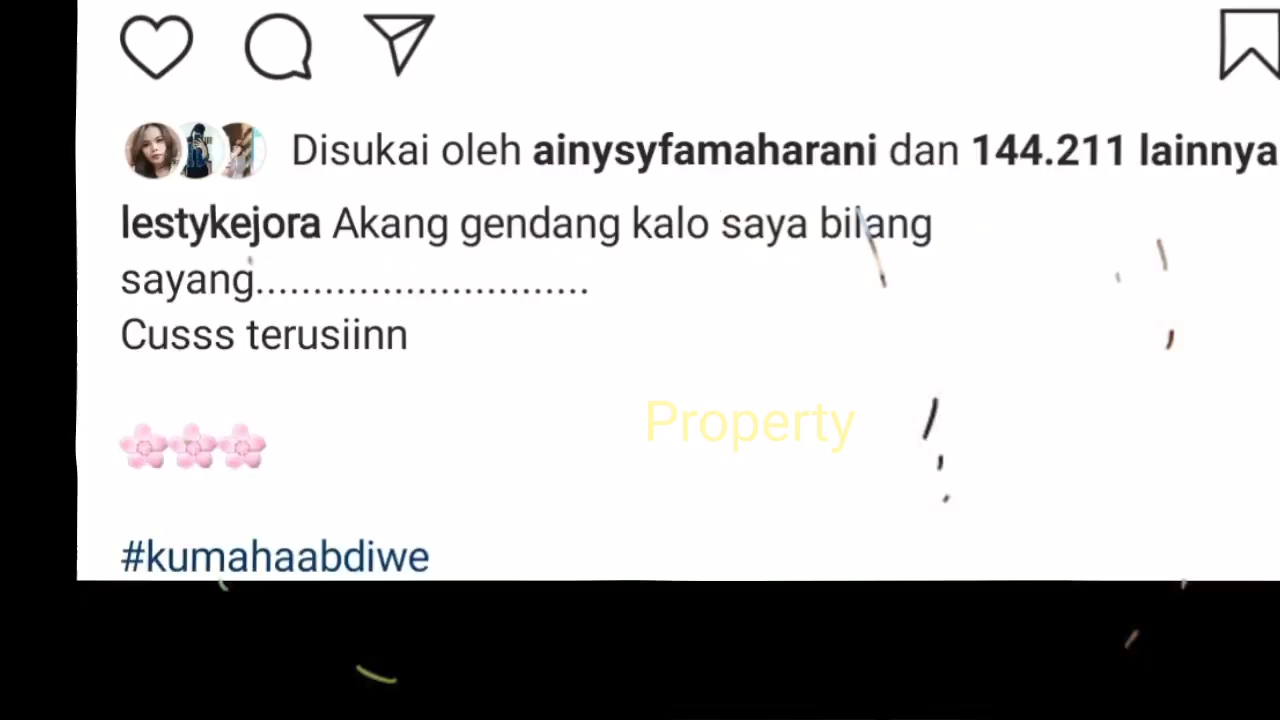 Disukai oleh ainysyfamaharani dan 144.211 lainnya
lestykejora Akang gendang kalo saya bilang
sayang............................
Cusss terusiinn
🌸🌸🌸
Property
#kumahaabdiwe